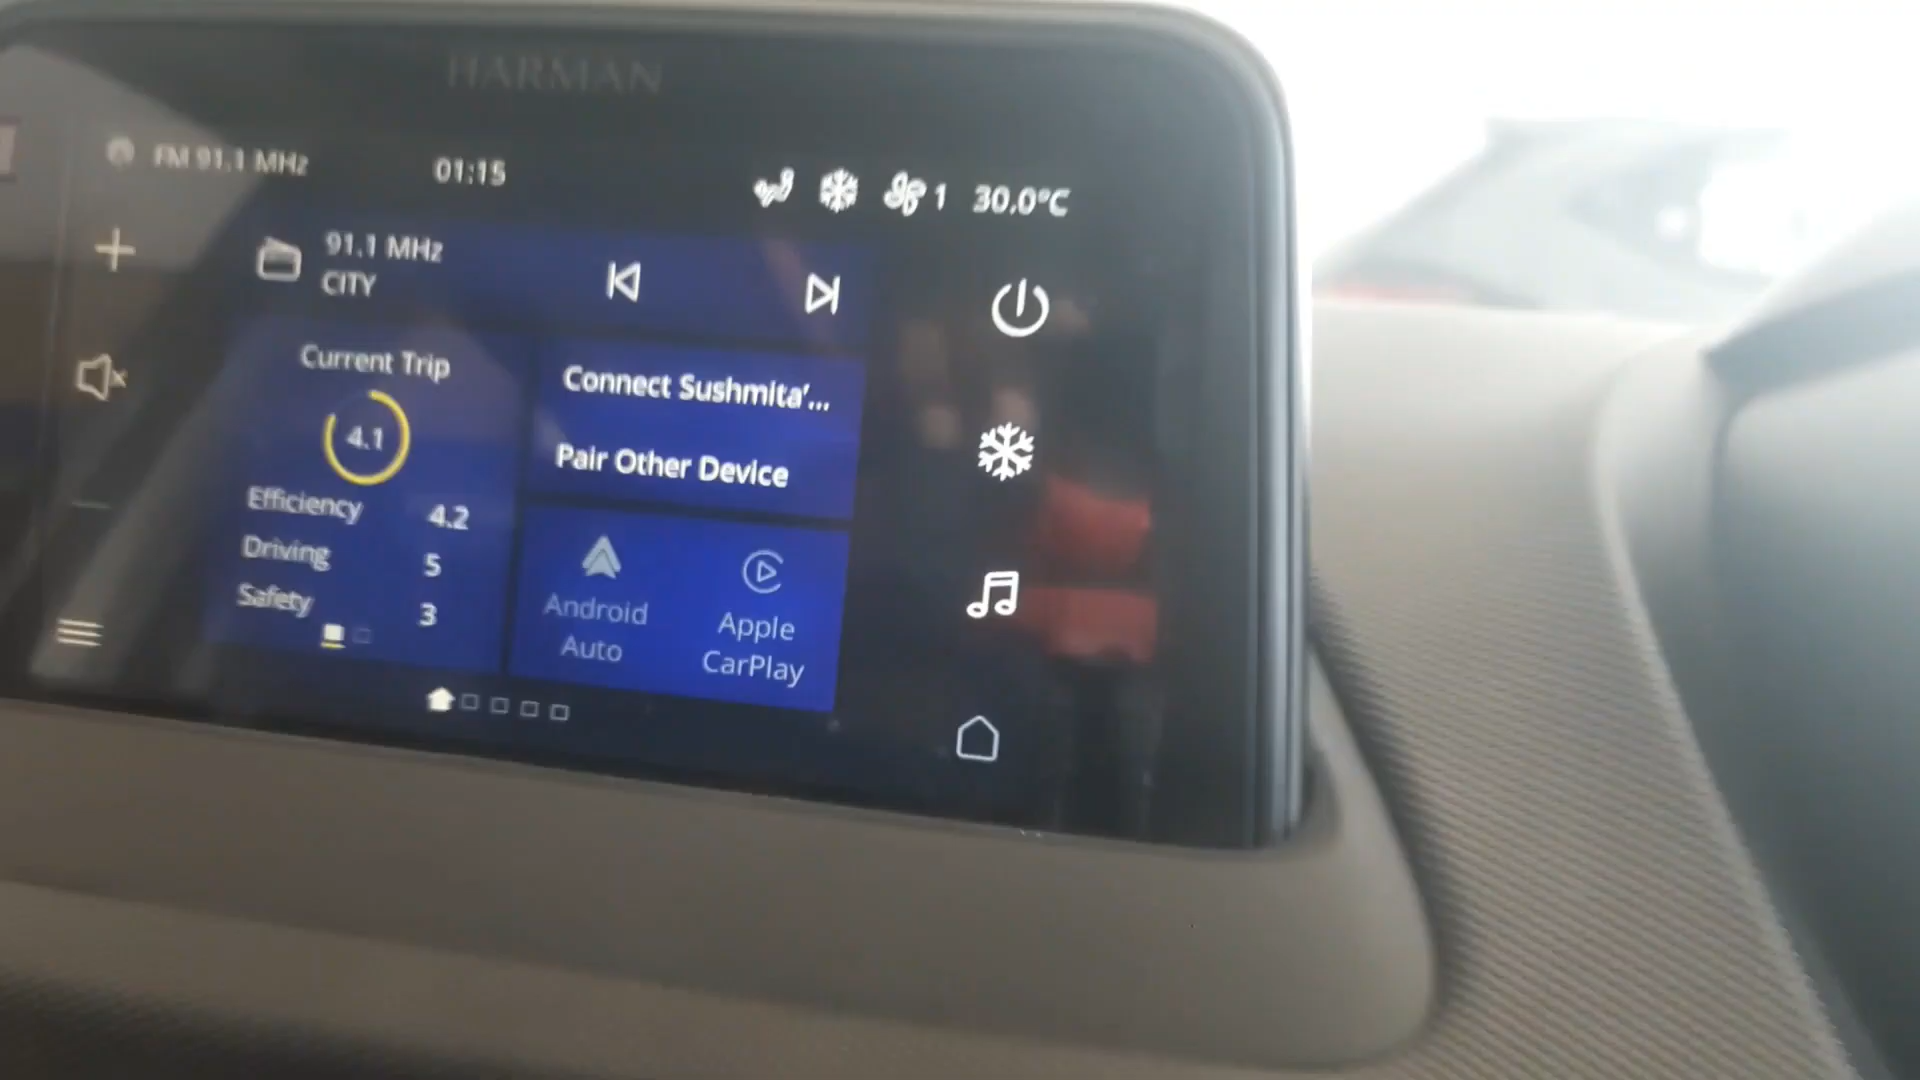 HARMAN
FM 91.1 MHz
01:15
1
30.0°C
91.1 MHz
CITY
Current Trip
4.1
Efficiency 4.2
Driving 5
Safety 3
Connect Sushmita'...
Pair Other Device
Android
Auto
Apple
CarPlay